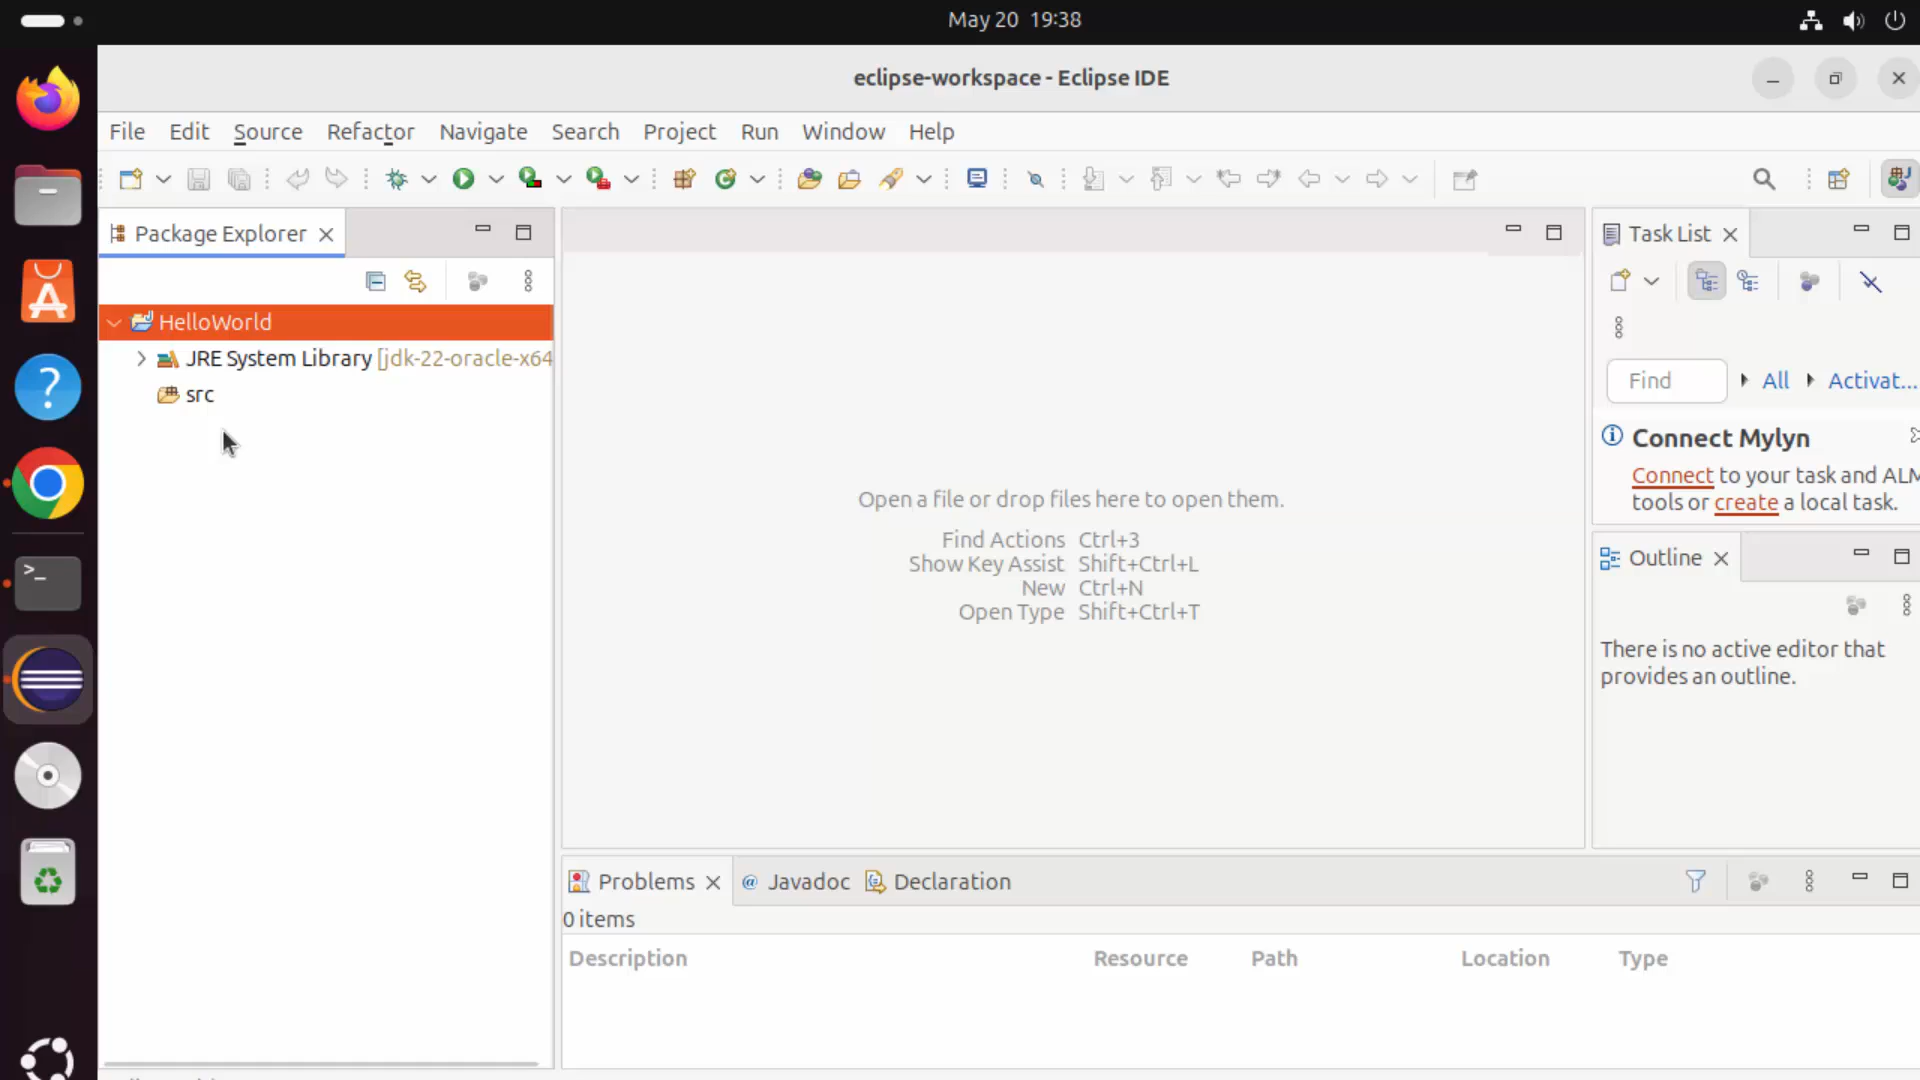 May 20 19:38
eclipse-workspace - Eclipse IDE
File Edit Source Refactor Navigate Search Project Run Window Help
Package Explorer
HelloWorld
JRE System Library [jdk-22-oracle-x64
src
Open a file or drop files here to open them.
Find Actions Ctrl+3
Show Key Assist Shift+Ctrl+L
New Ctrl+N
Open Type Shift+Ctrl+T
Task List
Find All Activat...
Connect Mylyn
Connect to your task and ALM
tools or create a local task.
Outline
There is no active editor that
provides an outline.
Problems @ Javadoc Declaration
0 items
Description Resource Path Location Type